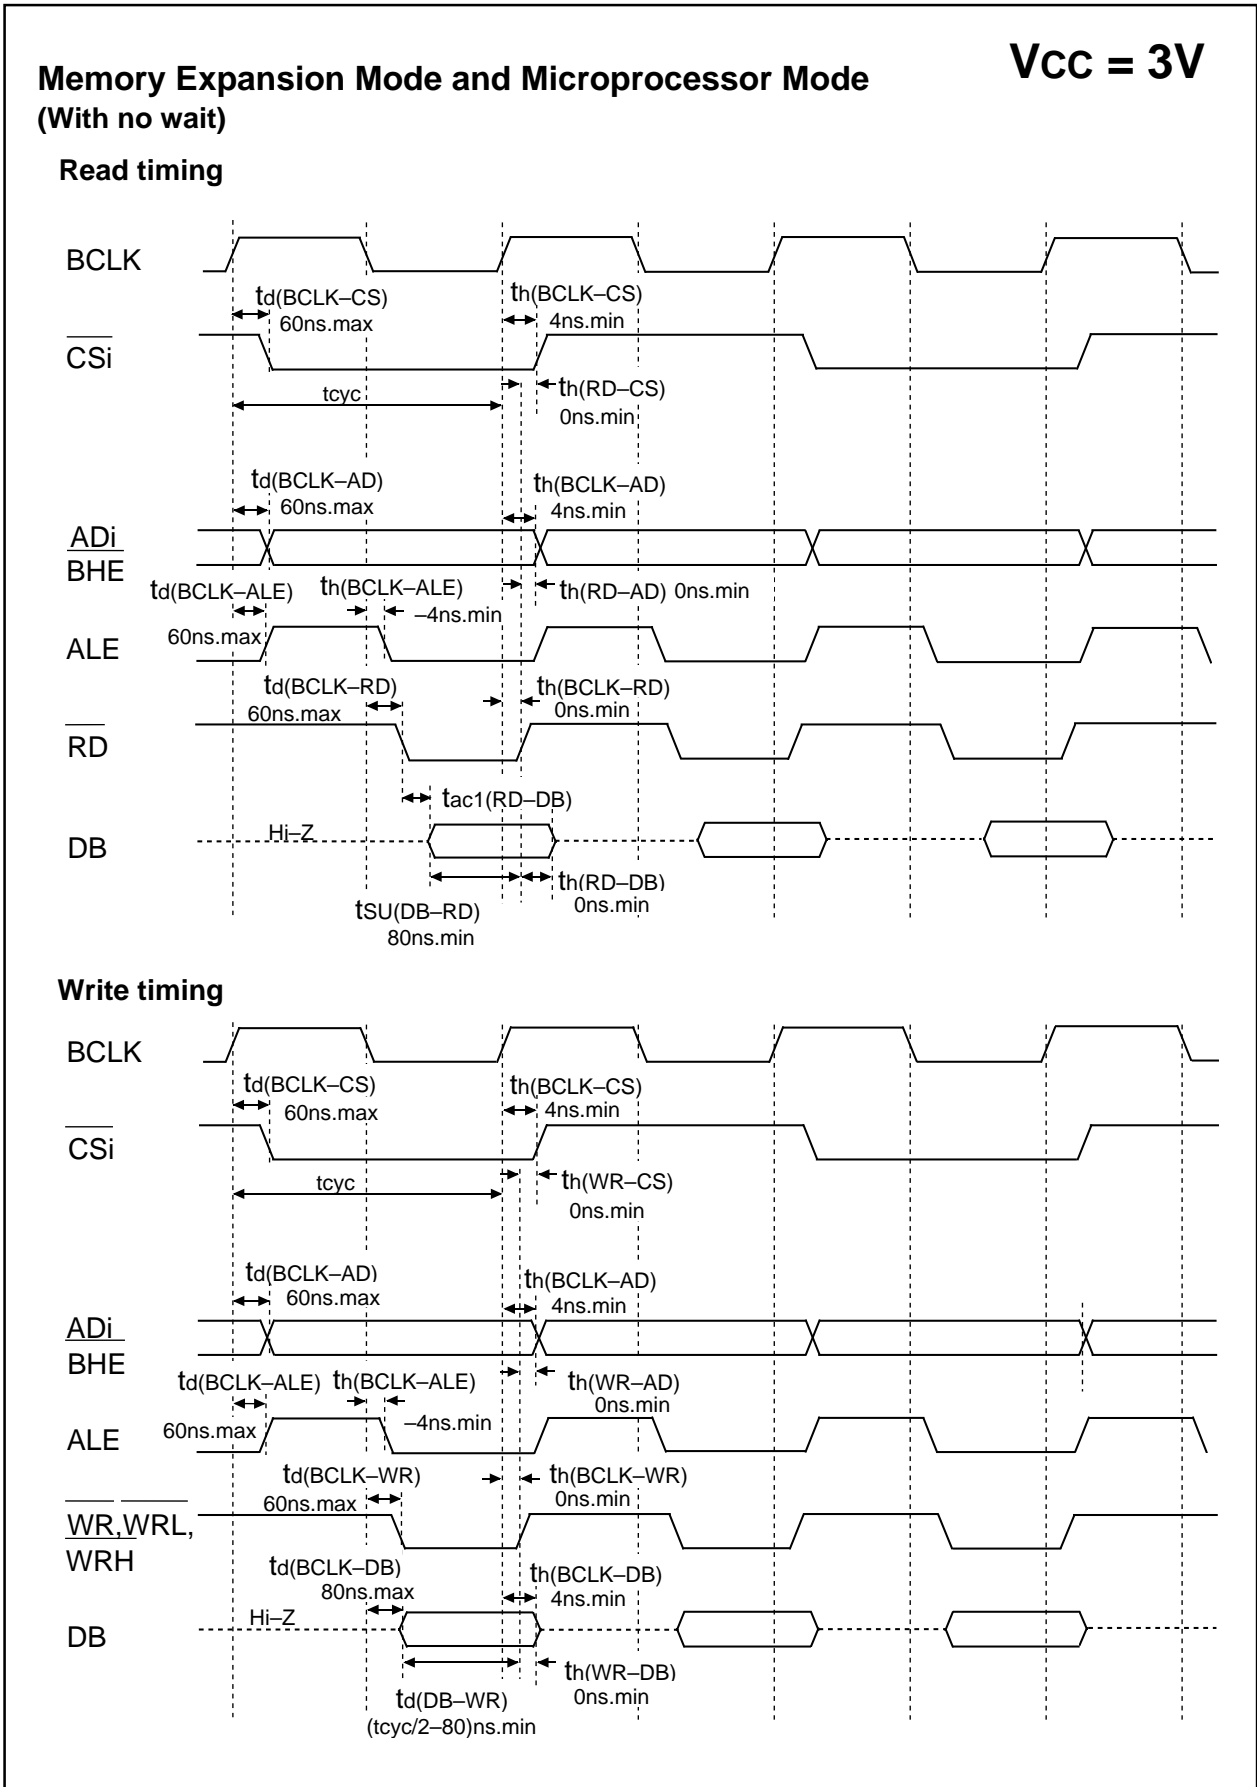 VCC = 3V
Memory Expansion Mode and Microprocessor Mode
(With no wait)
Read timing
BCLK
td(BCLK–CS)
60ns.max
th(BCLK–CS)
4ns.min
CSi
tcyc
th(RD–CS)
0ns.min
td(BCLK–AD)
60ns.max
th(BCLK–AD)
4ns.min
ADi
BHE
td(BCLK–ALE)
60ns.max
th(BCLK–ALE)
–4ns.min
th(RD–AD) 0ns.min
ALE
td(BCLK–RD)
60ns.max
th(BCLK–RD)
0ns.min
RD
tac1(RD–DB)
DB
Hi–Z
th(RD–DB)
0ns.min
tSU(DB–RD)
80ns.min
Write timing
BCLK
td(BCLK–CS)
60ns.max
th(BCLK–CS)
4ns.min
CSi
tcyc
th(WR–CS)
0ns.min
td(BCLK–AD)
60ns.max
th(BCLK–AD)
4ns.min
ADi
BHE
td(BCLK–ALE)
60ns.max
th(BCLK–ALE)
–4ns.min
th(WR–AD)
0ns.min
ALE
td(BCLK–WR)
60ns.max
th(BCLK–WR)
0ns.min
WR,WRL,
WRH
td(BCLK–DB)
80ns.max
th(BCLK–DB)
4ns.min
DB
Hi–Z
th(WR–DB)
0ns.min
td(DB–WR)
(tcyc/2–80)ns.min